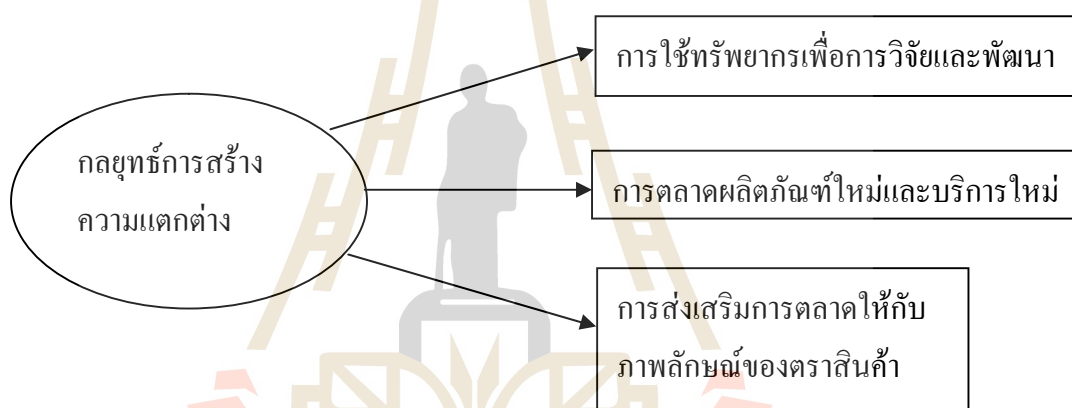 การใช้ทรัพยากรเพื่อการวิจัยและพัฒนา
กลยุทธ์การสร้าง
ความแตกต่าง
การตลาดผลิตภัณฑ์ใหม่และบริการใหม่
การส่งเสริมการตลาดให้กับ
ภาพลักษณ์ของตราสินค้า